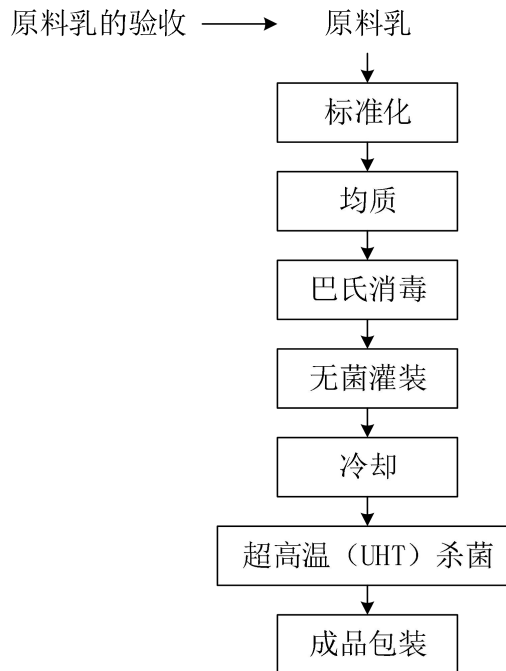 原料乳的验收
原料乳
标准化
均质
巴氏消毒
无菌灌装
冷却
超高温（UHT）杀菌
成品包装